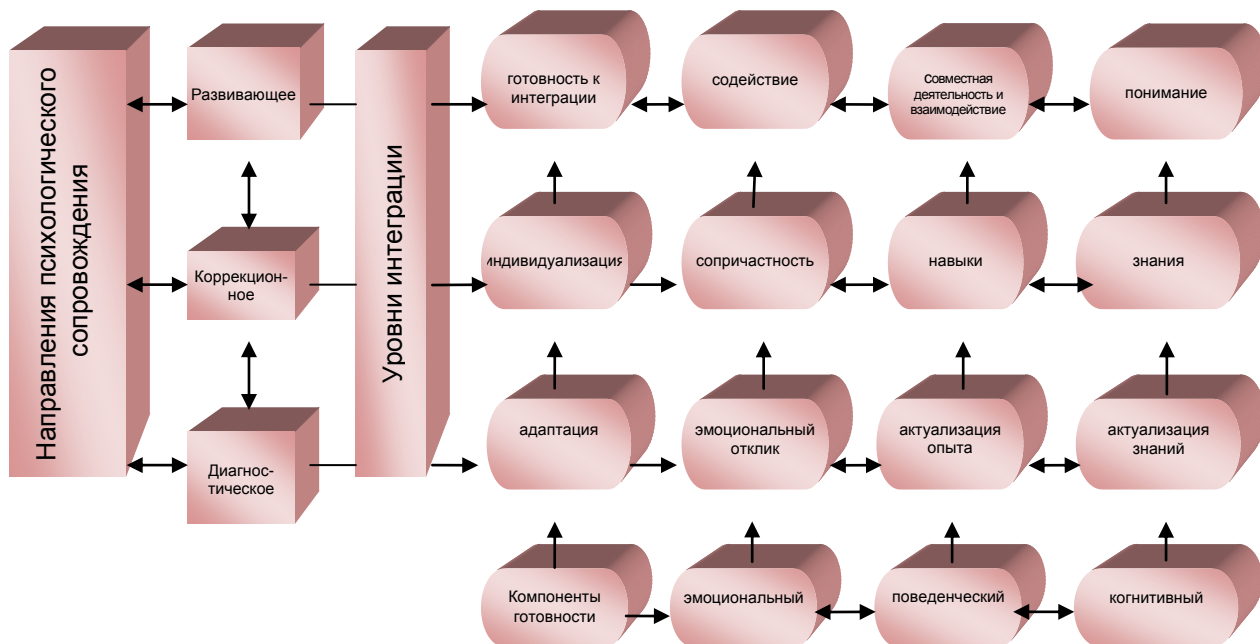 Направления психологического
сопровождения
Развивающее
Коррекцион-
ное
Диагнос-
тическое
Уровни интеграции
готовность к
интеграции
содействие
Совместная
деятельность и
взаимодействие
понимание
индивидуализация
сопричастность
навыки
знания
адаптация
эмоциональный
отклик
актуализация
опыта
актуализация
знаний
Компоненты
готовности
эмоциональный
поведенческий
когнитивный